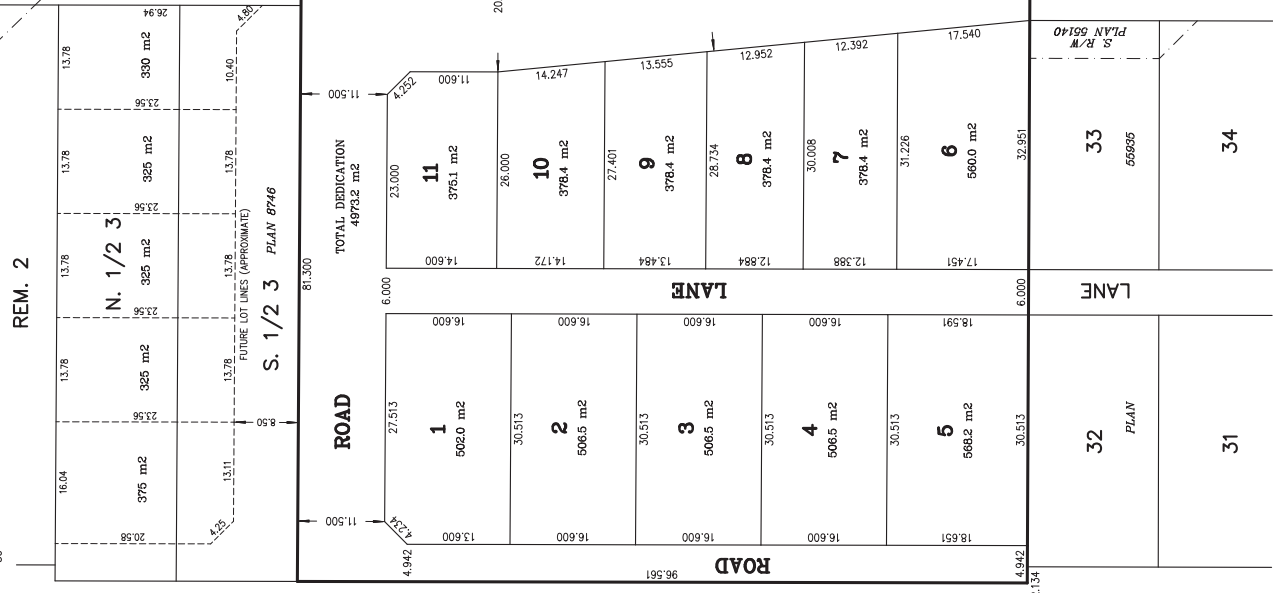 REM. 2
N. 1/2 3
S. 1/2 3 PLAN 8746
FUTURE LOT LINES (APPROXIMATE)
26.94
4.80
13.78
330 m2
10.40
23.56
13.78
325 m2
13.78
23.56
13.78
325 m2
13.78
23.56
13.78
325 m2
13.78
23.56
16.04
375 m2
13.11
20.58
4.25
8.50
81.300
11.500
11.500
TOTAL DEDICATION
4973.2 m2
ROAD
20.
4.252
11.600
23.000
11
375.1 m2
14.600
14.247
26.000
10
378.4 m2
14.172
13.555
27.401
9
378.4 m2
13.484
12.952
28.734
8
378.4 m2
12.884
12.392
30.008
7
378.4 m2
12.388
17.540
31.226
6
560.0 m2
32.951
17.451
6.000
LANE
6.000
LANE
16.600
27.513
1
502.0 m2
4.234
13.600
16.600
30.513
2
506.5 m2
16.600
16.600
30.513
3
506.5 m2
16.600
16.600
30.513
4
506.5 m2
16.600
18.591
30.513
5
568.2 m2
30.513
18.651
4.942
ROAD
4.942
96.561
.134
S. R/W
PLAN 55140
33
55935
34
32
PLAN
31